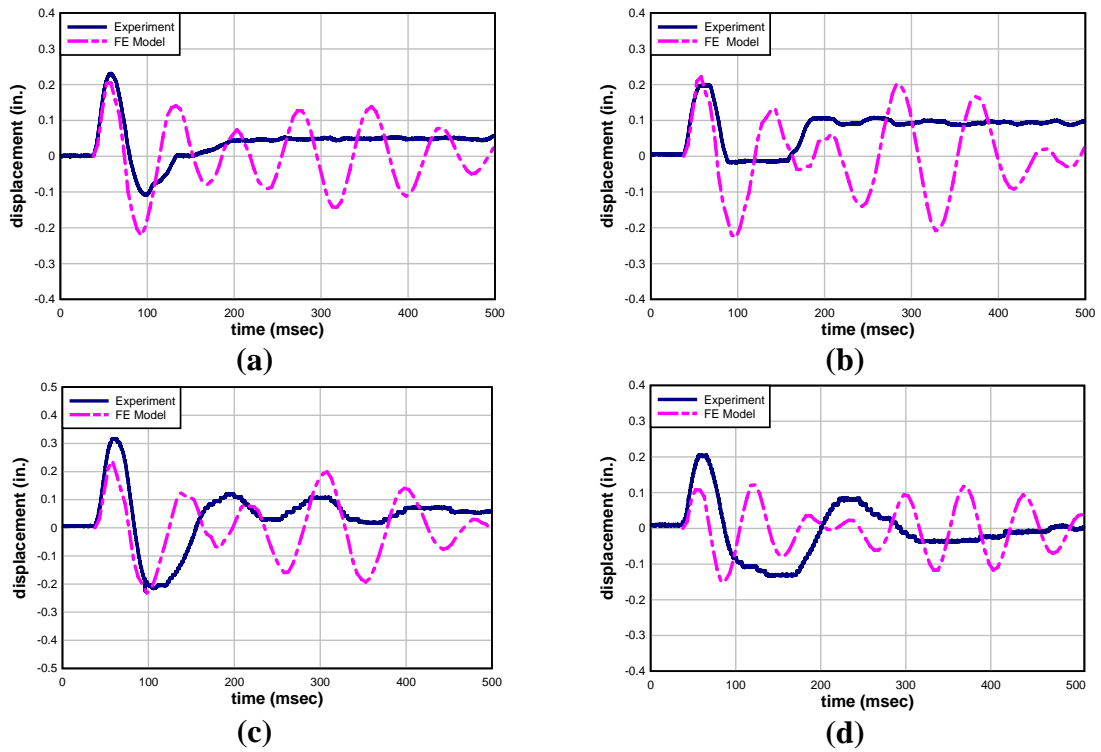 0.4
0.3
0.2
0.1
0
-0.1
-0.2
-0.3
-0.4
displacement (in.)
Experiment
FE Model
0 100 200 300 400 500
time (msec)
(a)
0.4
0.3
0.2
0.1
0
-0.1
-0.2
-0.3
-0.4
displacement (in.)
Experiment
FE Model
0 100 200 300 400 500
time (msec)
(b)
0.5
0.4
0.3
0.2
0.1
0
-0.1
-0.2
-0.3
-0.4
-0.5
displacement (in.)
Experiment
FE Model
0 100 200 300 400 500
time (msec)
(c)
0.4
0.3
0.2
0.1
0
-0.1
-0.2
-0.3
-0.4
displacement (in.)
Experiment
FE Model
0 100 200 300 400 500
time (msec)
(d)